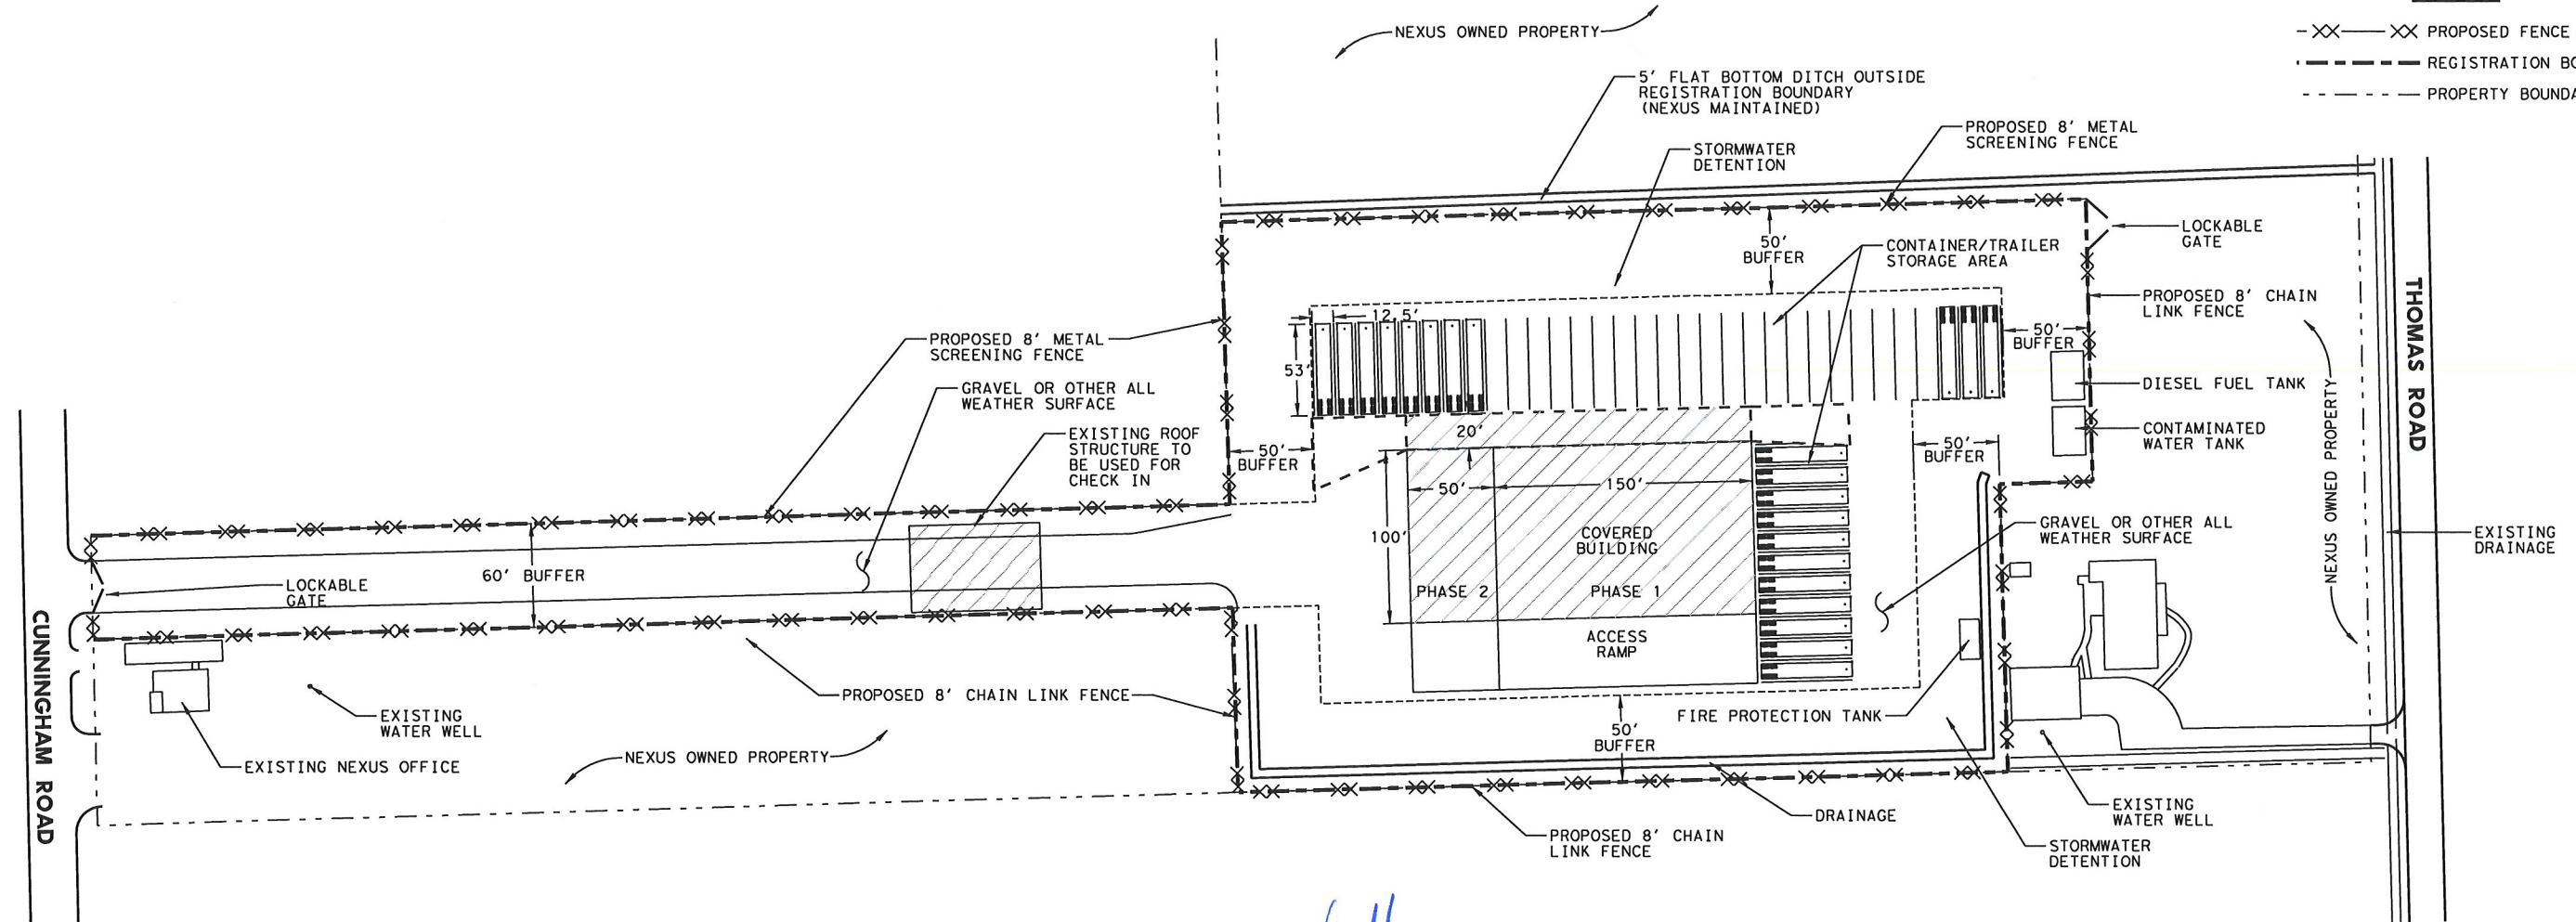 NEXUS OWNED PROPERTY
PROPOSED FENCE
REGISTRATION BO
PROPERTY BOUNDA
5' FLAT BOTTOM DITCH OUTSIDE
REGISTRATION BOUNDARY
(NEXUS MAINTAINED)
PROPOSED 8' METAL
SCREENING FENCE
STORMWATER
DETENTION
LOCKABLE
GATE
50'
BUFFER
CONTAINER/TRAILER
STORAGE AREA
PROPOSED 8' CHAIN
LINK FENCE
THOMAS ROAD
12.5'
50'
BUFFER
PROPOSED 8' METAL
SCREENING FENCE
53'
DIESEL FUEL TANK
GRAVEL OR OTHER ALL
WEATHER SURFACE
NEXUS OWNED PROPERTY
EXISTING ROOF
STRUCTURE TO
BE USED FOR
CHECK IN
20'
CONTAMINATED
WATER TANK
50'
BUFFER
50'
BUFFER
50'
150'
100'
COVERED
BUILDING
GRAVEL OR OTHER ALL
WEATHER SURFACE
EXISTING
DRAINAGE
60' BUFFER
LOCKABLE
GATE
PHASE 2
PHASE 1
CUNNINGHAM ROAD
ACCESS
RAMP
PROPOSED 8' CHAIN LINK FENCE
EXISTING
WATER WELL
FIRE PROTECTION TANK
50'
BUFFER
NEXUS OWNED PROPERTY
EXISTING NEXUS OFFICE
EXISTING
WATER WELL
DRAINAGE
PROPOSED 8' CHAIN
LINK FENCE
STORMWATER
DETENTION